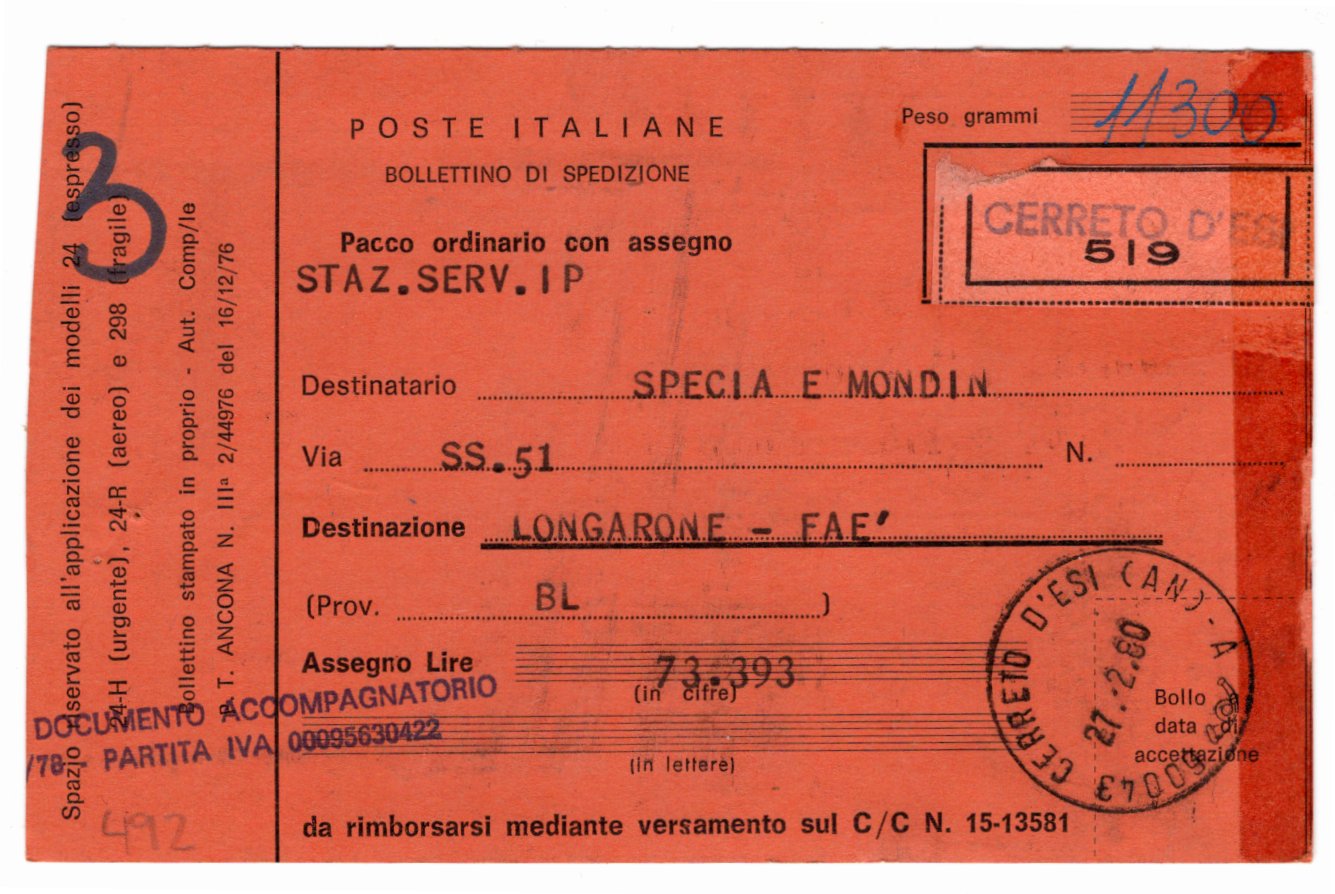 POSTE ITALIANE
BOLLETTINO DI SPEDIZIONE
Pacco ordinario con assegno
STAZ.SERV.IP
Peso grammi 11300
CERRETO D'ESI
519
Destinatario SPECIA E MONDIN
Via SS.51 N.
Destinazione LONGARONE - FAE'
(Prov. BL )
Assegno Lire 73.393
(in cifre)
(in lettere)
da rimborsarsi mediante versamento sul C/C N. 15-13581
CERRETO D'ESI (AN) - A
27.-2.80
60043
Bollo a
data di
accettazione
3
Spazio riservato all'applicazione dei modelli 24 (espresso)
24-H (urgente), 24-R (aereo) e 298 (fragile)
Bollettino stampato in proprio - Aut. Comp/le
P.T. ANCONA N. IIIª 2/44976 del 16/12/76
DOCUMENTO ACCOMPAGNATORIO
/78 - PARTITA IVA 00095630422
492